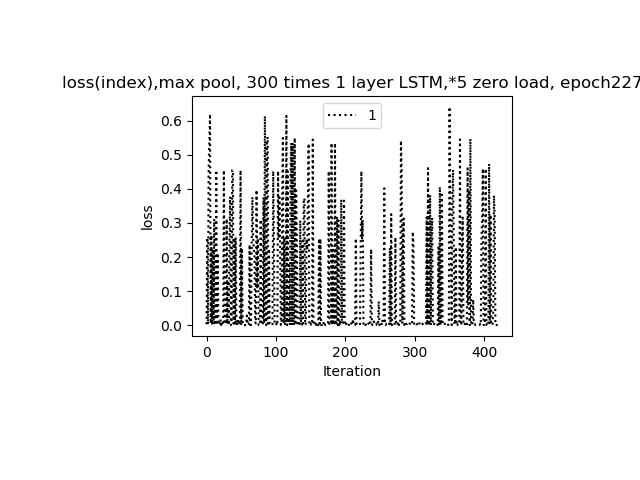 loss(index),max pool, 300 times 1 layer LSTM,*5 zero load, epoch227
1
0.6
0.5
0.4
0.3
0.2
0.1
0.0
loss
0 100 200 300 400
Iteration